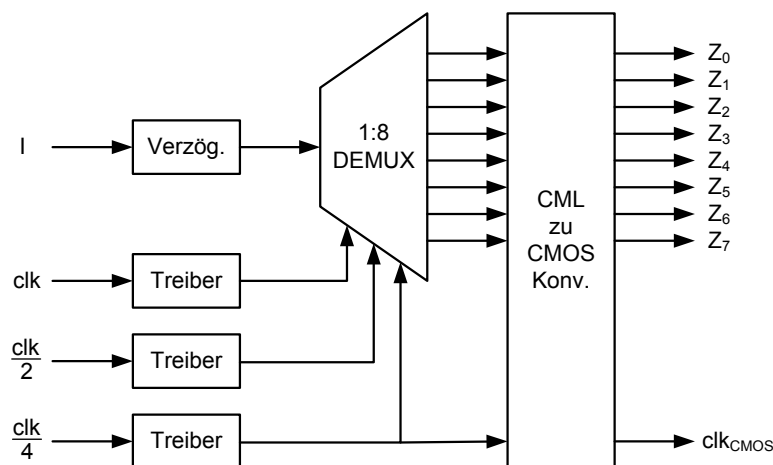 I
Verzög.
1:8
DEMUX
clk
Treiber
clk
2
Treiber
clk
4
Treiber
CML
zu
CMOS
Konv.
Z0
Z1
Z2
Z3
Z4
Z5
Z6
Z7
clkCMOS